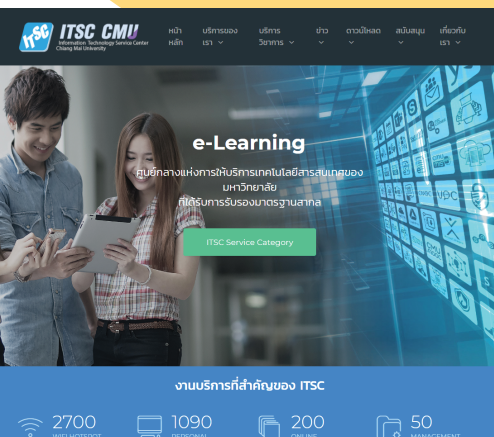 ITSC
ITSC CMU
Information Technology Service Center
Chiang Mai University
หน้าหลัก
บริการของเรา
บริการวิชาการ
ข่าว
ดาวน์โหลด
สนับสนุน
เกี่ยวกับเรา
e-Learning
ศูนย์กลางแห่งการให้บริการเทคโนโลยีสารสนเทศของ
มหาวิทยาลัย
ที่ได้รับการรับรองมาตรฐานสากล
ITSC Service Category
งานบริการที่สำคัญของ ITSC
2700
WIFI HOTSPOT
1090
PERSONAL
200
ONLINE
50
MANAGEMENT